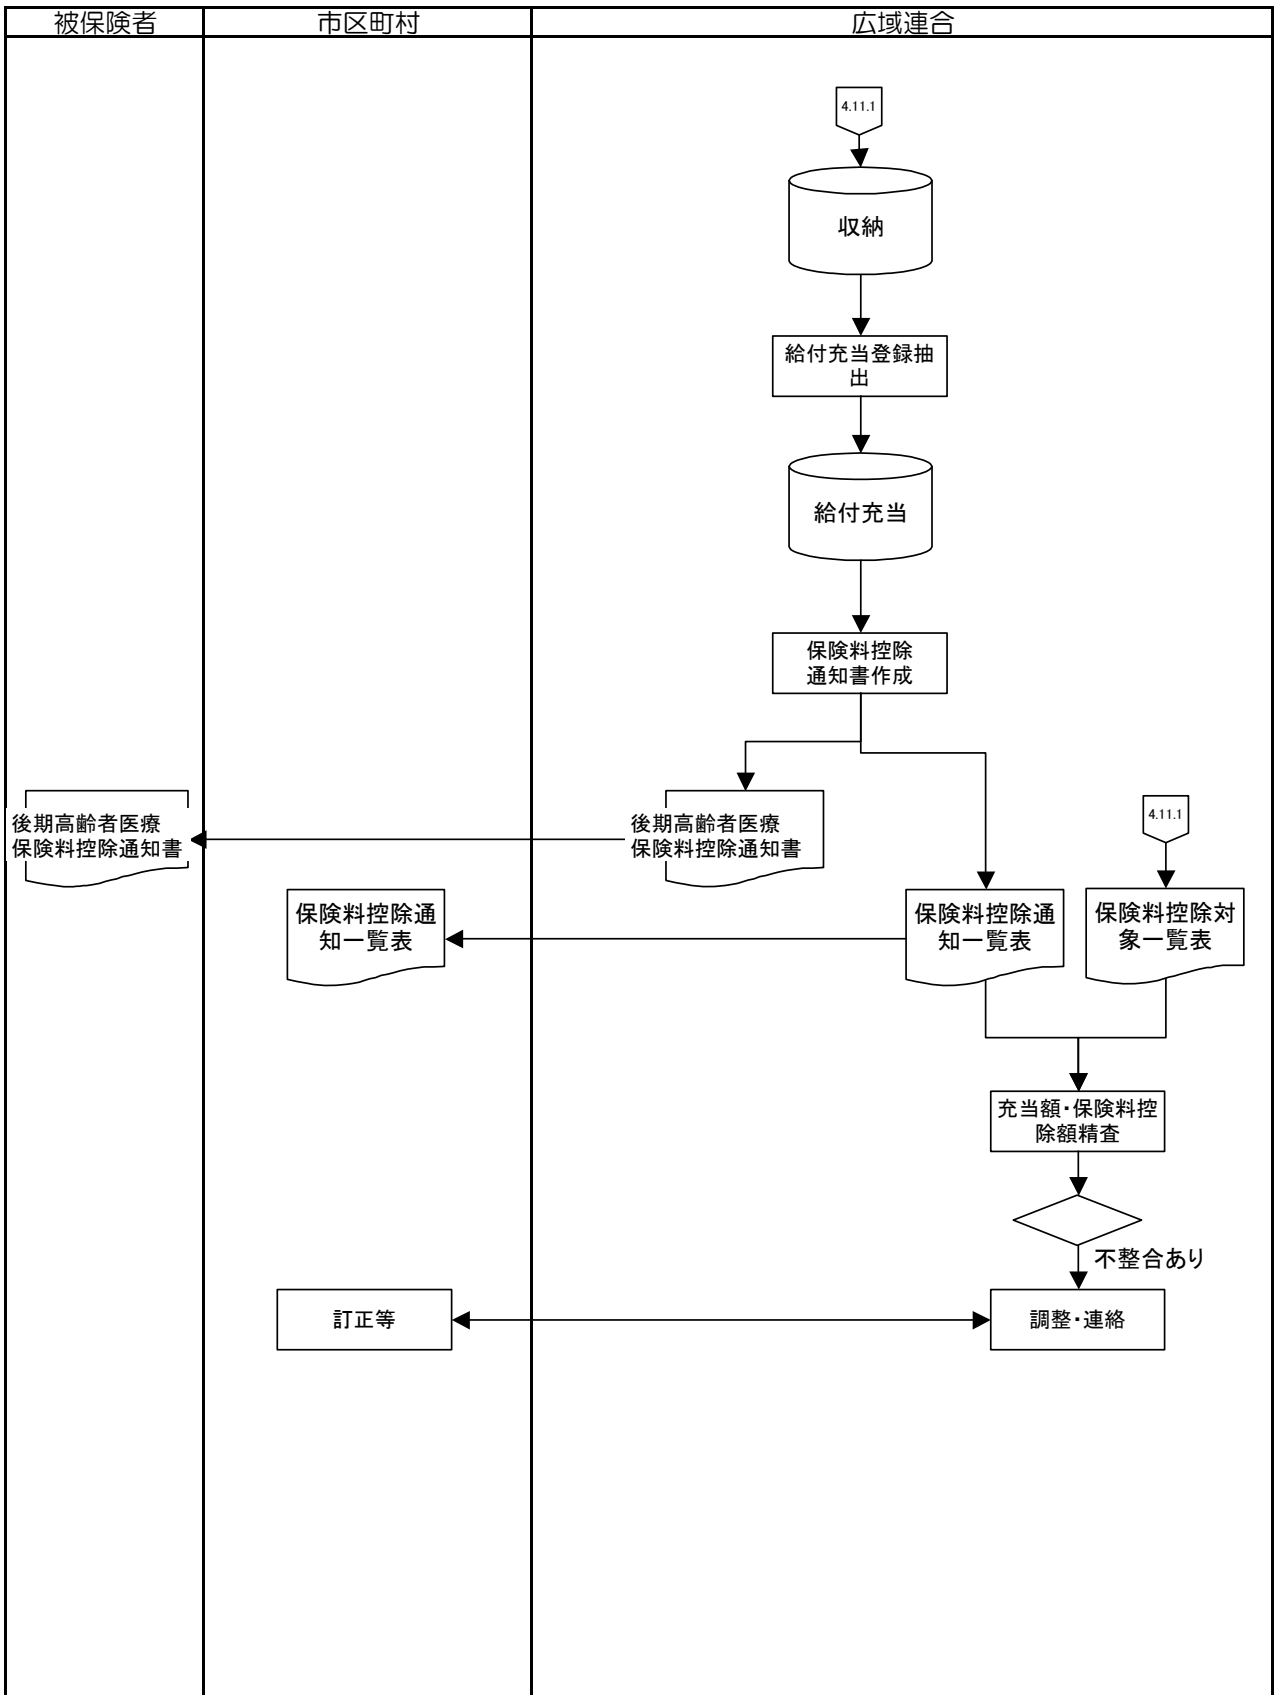 被保険者
市区町村
広域連合
4.11.1
収納
給付充当登録抽
出
給付充当
保険料控除
通知書作成
後期高齢者医療
保険料控除通知書
後期高齢者医療
保険料控除通知書
4.11.1
保険料控除通
知一覧表
保険料控除通
知一覧表
保険料控除対
象一覧表
充当額・保険料控
除額精査
不整合あり
訂正等
調整・連絡